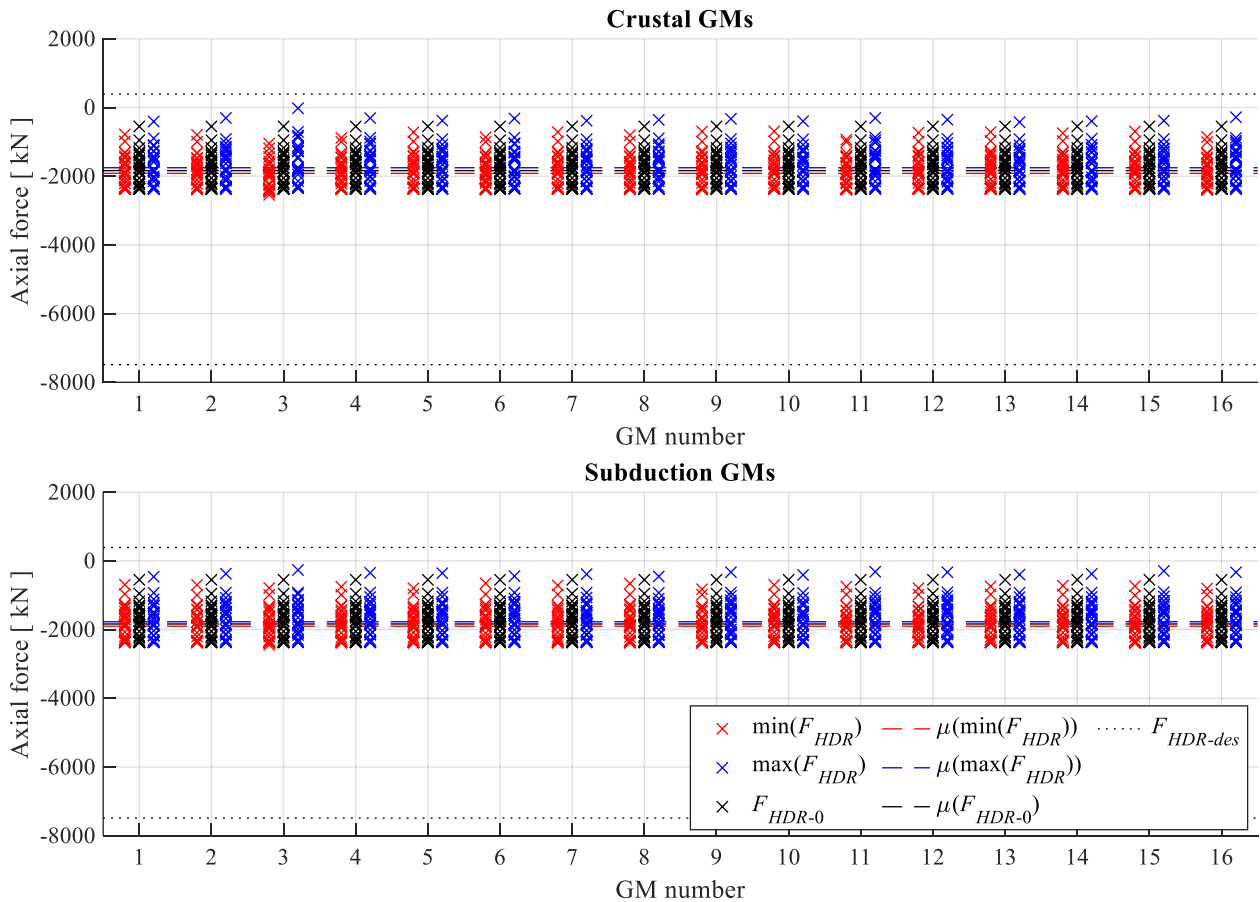 Crustal GMs
2000
0
-2000
-4000
-6000
-8000
Axial force [ kN ]
1 2 3 4 5 6 7 8 9 10 11 12 13 14 15 16
GM number
Subduction GMs
2000
0
-2000
-4000
-6000
-8000
Axial force [ kN ]
min(F_HDR) μ(min(F_HDR)) F_HDR-des
max(F_HDR) μ(max(F_HDR))
F_HDR-0 μ(F_HDR-0)
1 2 3 4 5 6 7 8 9 10 11 12 13 14 15 16
GM number